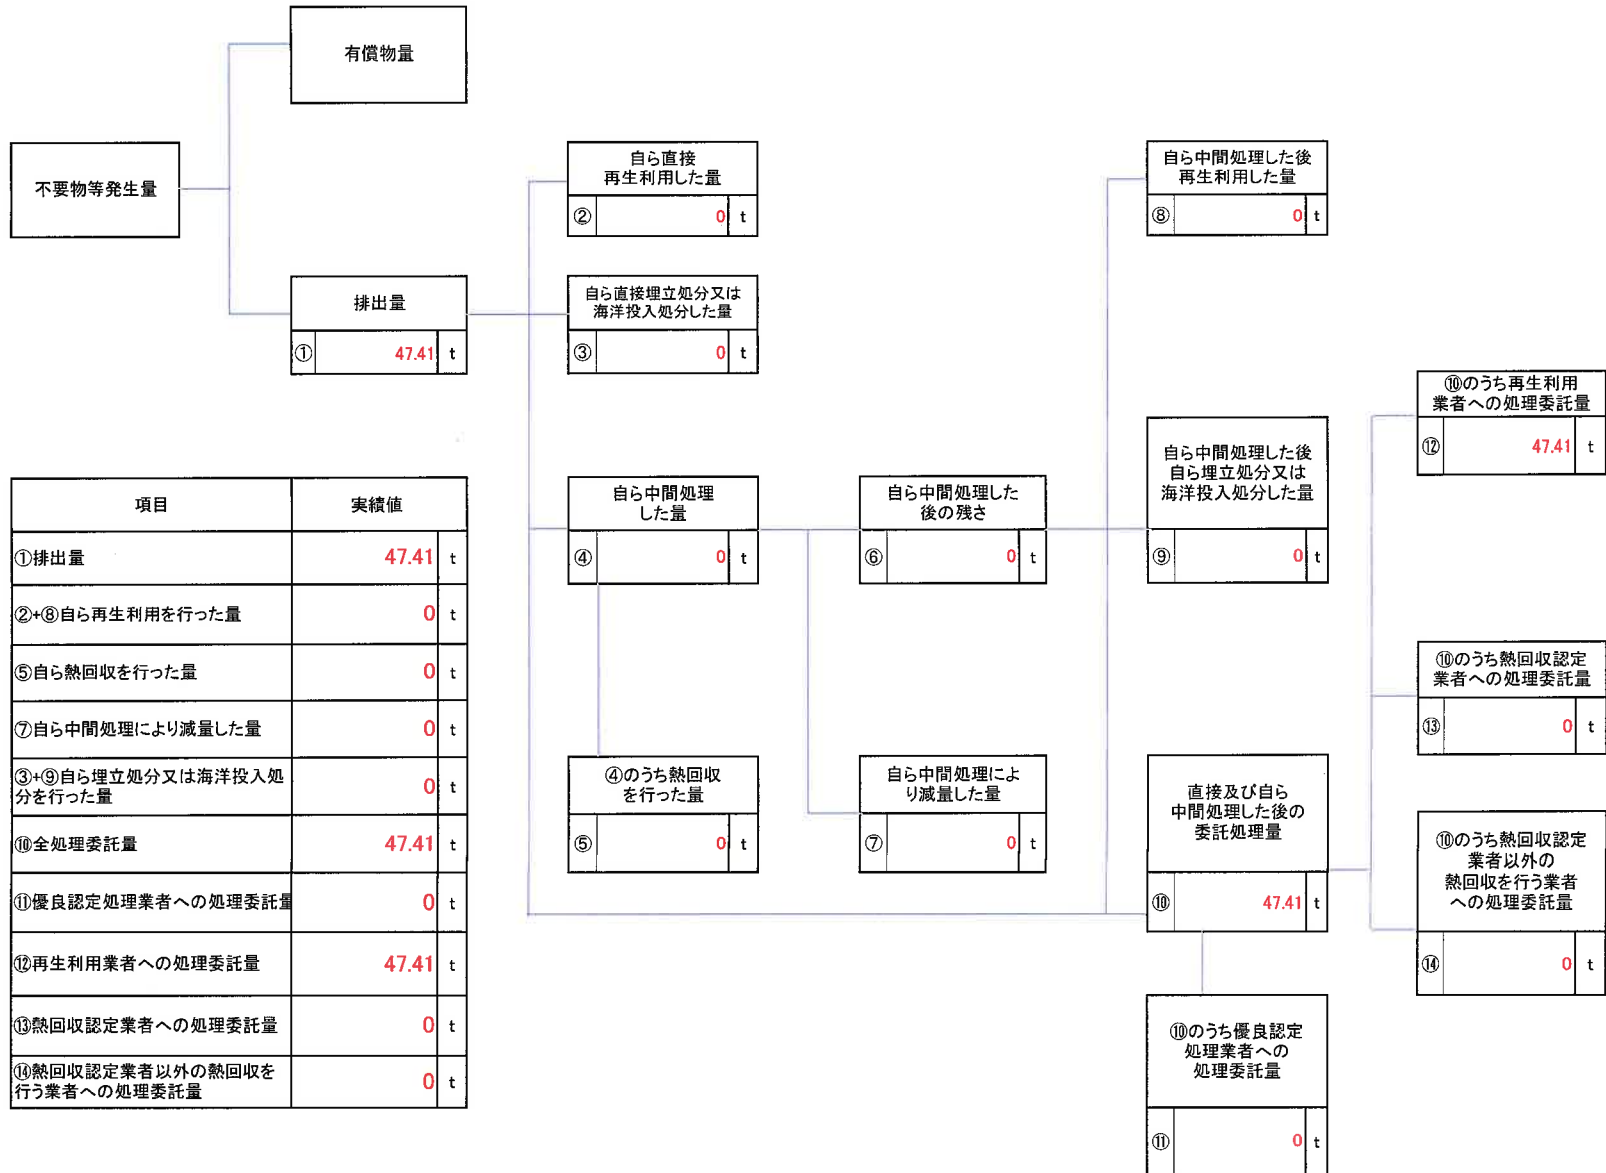 有償物量
不要物等発生量
排出量
① 47.41 t
自ら直接
再生利用した量
② 0 t
自ら直接埋立処分又は
海洋投入処分した量
③ 0 t
自ら中間処理
した量
④ 0 t
④のうち熱回収
を行った量
⑤ 0 t
自ら中間処理した
後の残さ
⑥ 0 t
自ら中間処理によ
り減量した量
⑦ 0 t
自ら中間処理した後
再生利用した量
⑧ 0 t
自ら中間処理した後
自ら埋立処分又は
海洋投入処分した量
⑨ 0 t
直接及び自ら
中間処理した後の
委託処理量
⑩ 47.41 t
⑩のうち優良認定
処理業者への
処理委託量
⑪ 0 t
⑩のうち再生利用
業者への処理委託量
⑫ 47.41 t
⑩のうち熱回収認定
業者への処理委託量
⑬ 0 t
⑩のうち熱回収認定
業者以外の
熱回収を行う業者
への処理委託量
⑭ 0 t
項目 実績値
①排出量 47.41 t
②+⑧自ら再生利用を行った量 0 t
⑤自ら熱回収を行った量 0 t
⑦自ら中間処理により減量した量 0 t
③+⑨自ら埋立処分又は海洋投入処
分を行った量 0 t
⑩全処理委託量 47.41 t
⑪優良認定処理業者への処理委託量 0 t
⑫再生利用業者への処理委託量 47.41 t
⑬熱回収認定業者への処理委託量 0 t
⑭熱回収認定業者以外の熱回収を
行う業者への処理委託量 0 t